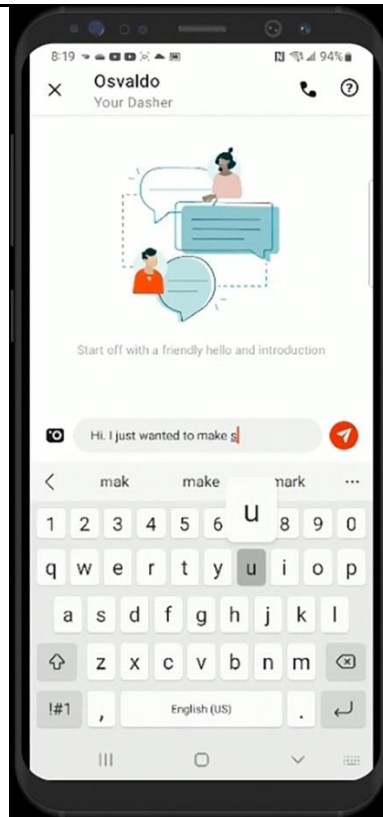 8:19 94%
Osvaldo
Your Dasher
Start off with a friendly hello and introduction
Hi. I just wanted to make s
mak make mark ...
u
1 2 3 4 5 6 8 9 0
q w e r t y u i o p
a s d f g h j k l
z x c v b n m
!#1 , English (US) .